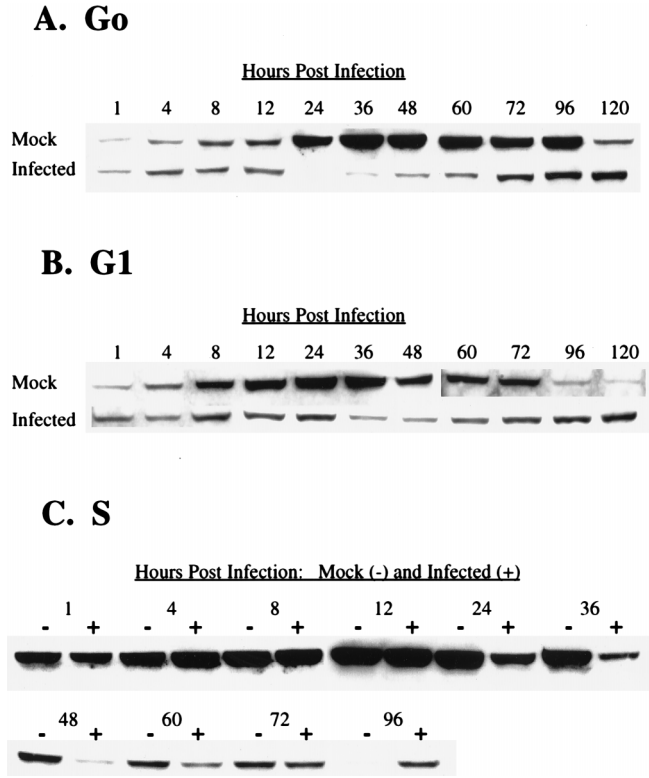 A. Go
Hours Post Infection
1 4 8 12 24 36 48 60 72 96 120
Mock
Infected
B. G1
Hours Post Infection
1 4 8 12 24 36 48 60 72 96 120
Mock
Infected
C. S
Hours Post Infection: Mock (-) and Infected (+)
1 4 8 12 24 36
- + - + - + - + - + - +
48 60 72 96
- + - + - + - +